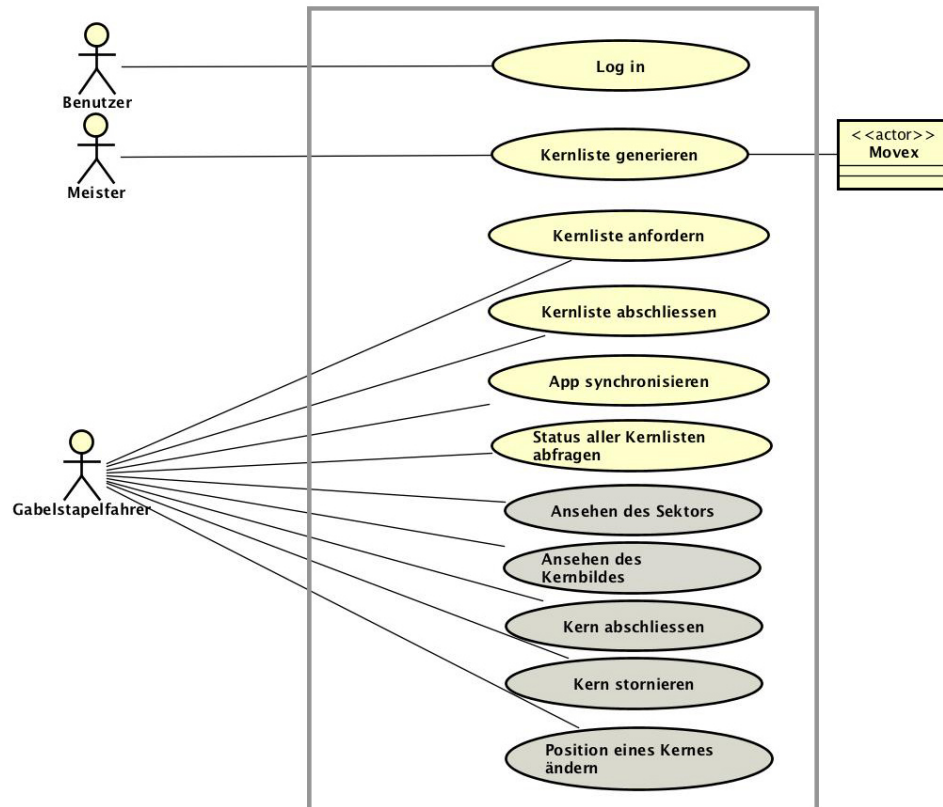 Log in
Benutzer
<<actor>>
Movex
Kernliste generieren
Meister
Kernliste anfordern
Kernliste abschliessen
App synchronisieren
Status aller Kernlisten
abfragen
Gabelstapelfahrer
Ansehen des Sektors
Ansehen des
Kernbildes
Kern abschliessen
Kern stornieren
Position eines Kernes
ändern